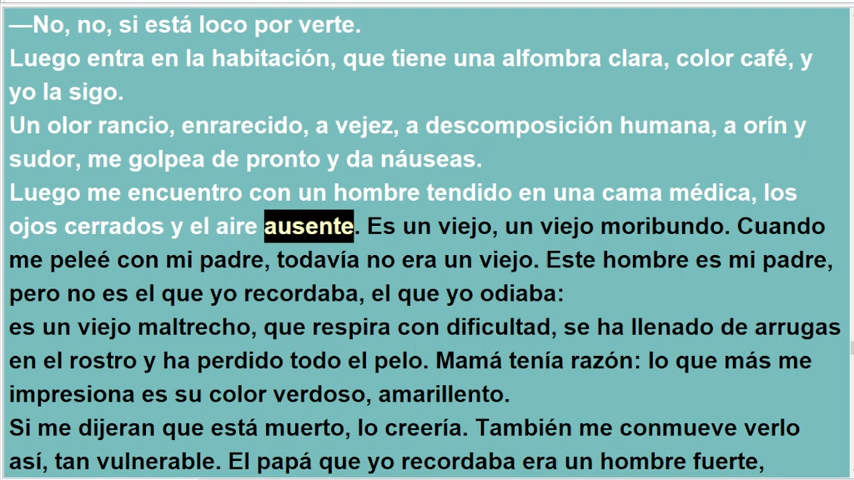 —No, no, si está loco por verte.
Luego entra en la habitación, que tiene una alfombra clara, color café, y
yo la sigo.
Un olor rancio, enrarecido, a vejez, a descomposición humana, a orín y
sudor, me golpea de pronto y da náuseas.
Luego me encuentro con un hombre tendido en una cama médica, los
ojos cerrados y el aire ausente. Es un viejo, un viejo moribundo. Cuando
me peleé con mi padre, todavía no era un viejo. Este hombre es mi padre,
pero no es el que yo recordaba, el que yo odiaba:
es un viejo maltrecho, que respira con dificultad, se ha llenado de arrugas
en el rostro y ha perdido todo el pelo. Mamá tenía razón: lo que más me
impresiona es su color verdoso, amarillento.
Si me dijeran que está muerto, lo creería. También me conmueve verlo
así, tan vulnerable. El papá que yo recordaba era un hombre fuerte,